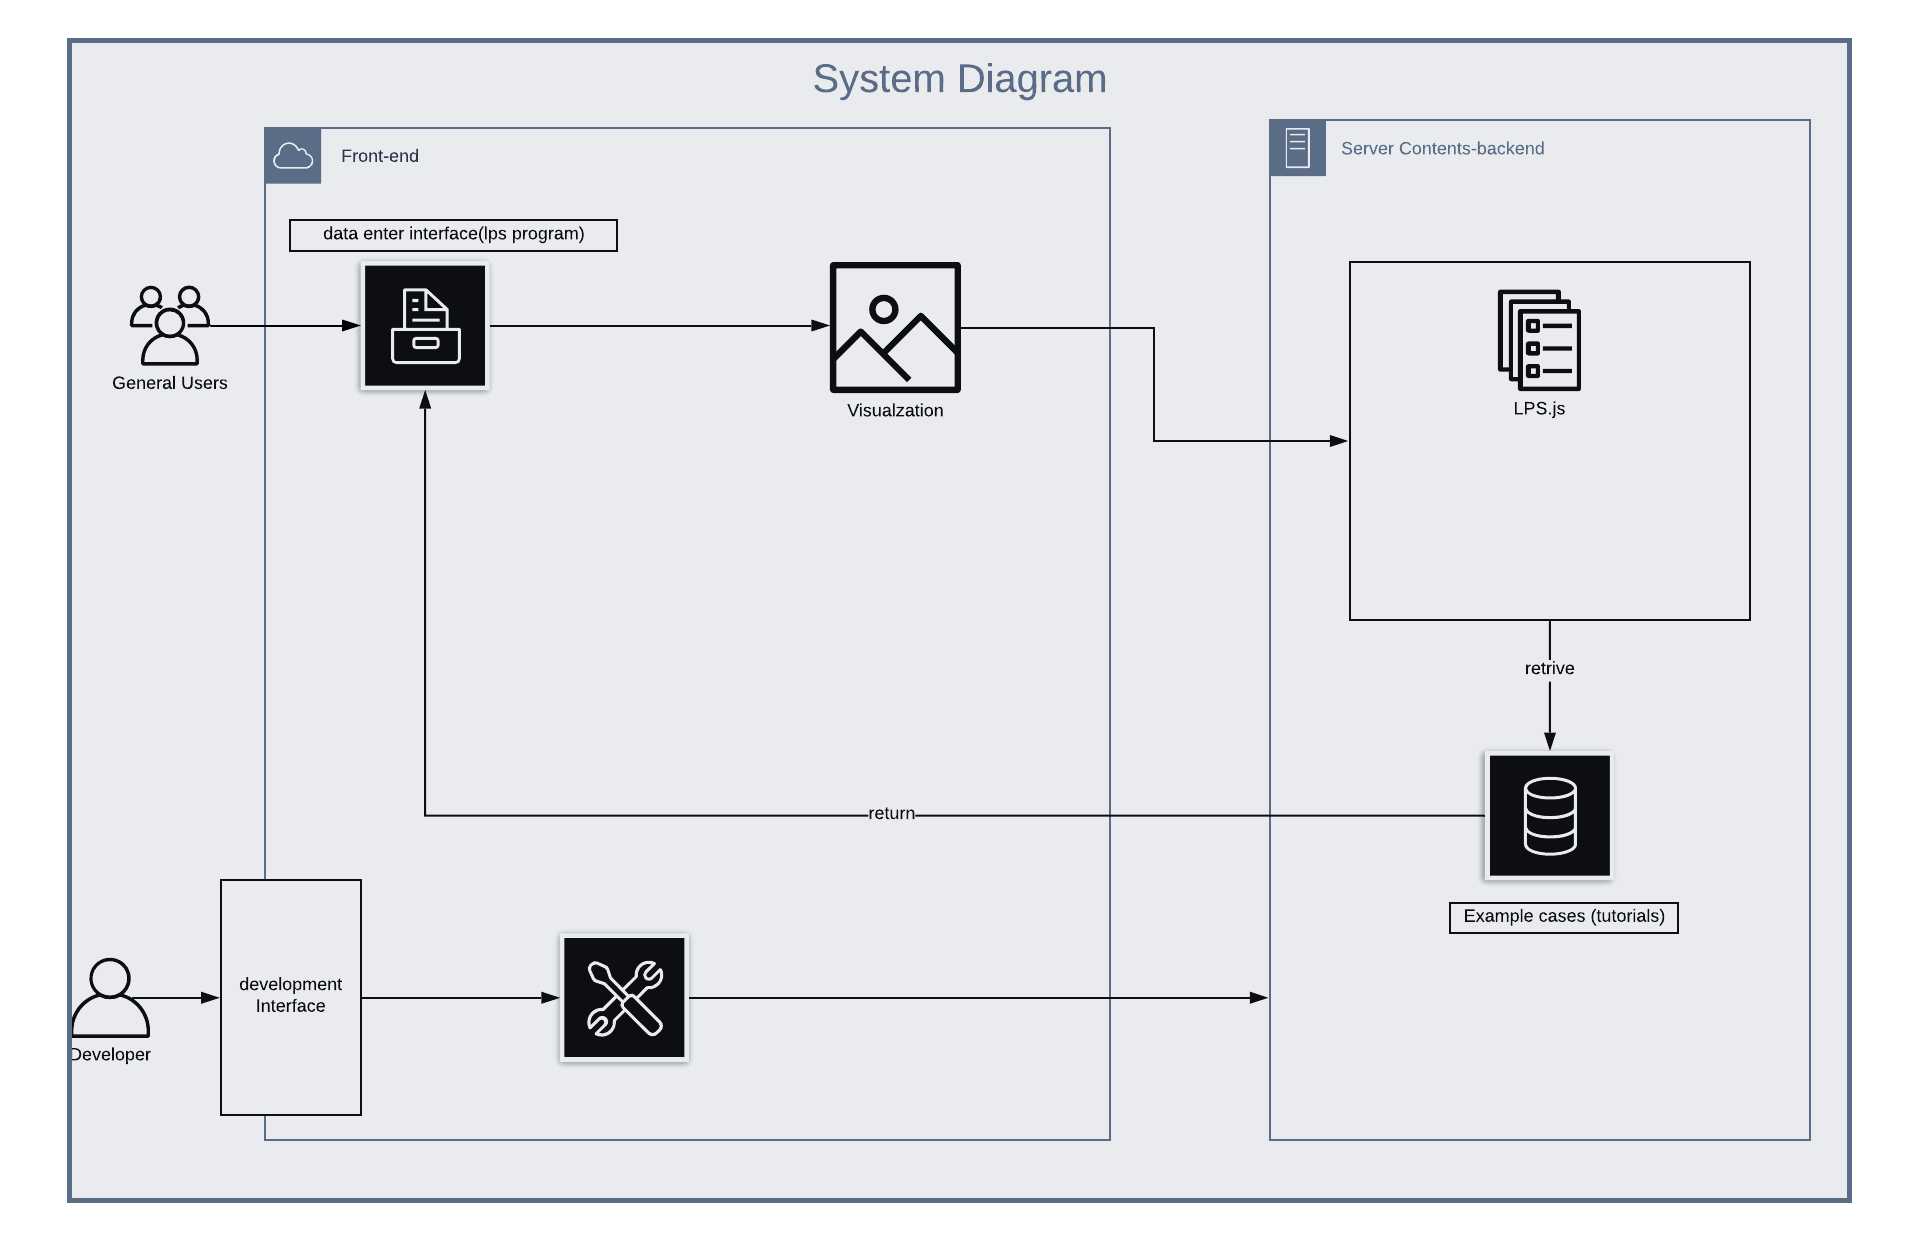 System Diagram
Front-end
Server Contents-backend
data enter interface(lps program)
General Users
Visualzation
LPS.js
retrive
return
Example cases (tutorials)
development
Interface
Developer